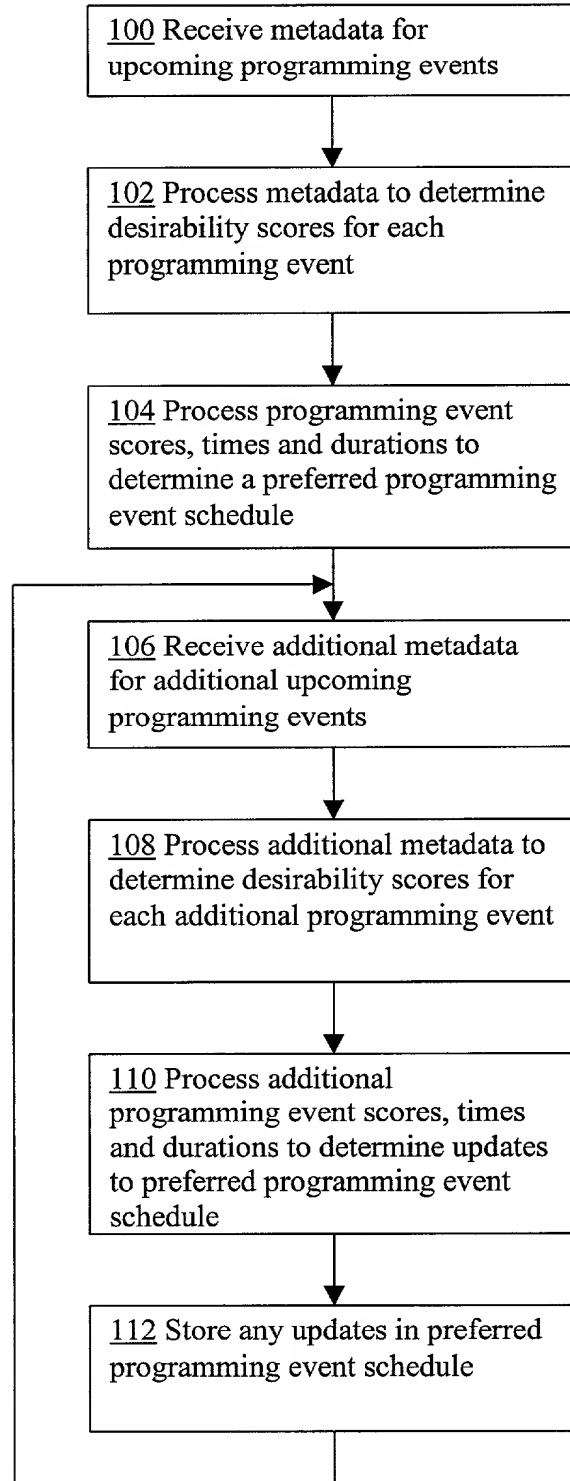 100 Receive metadata for
upcoming programming events
102 Process metadata to determine
desirability scores for each
programming event
104 Process programming event
scores, times and durations to
determine a preferred programming
event schedule
106 Receive additional metadata
for additional upcoming
programming events
108 Process additional metadata to
determine desirability scores for
each additional programming event
110 Process additional
programming event scores, times
and durations to determine updates
to preferred programming event
schedule
112 Store any updates in preferred
programming event schedule